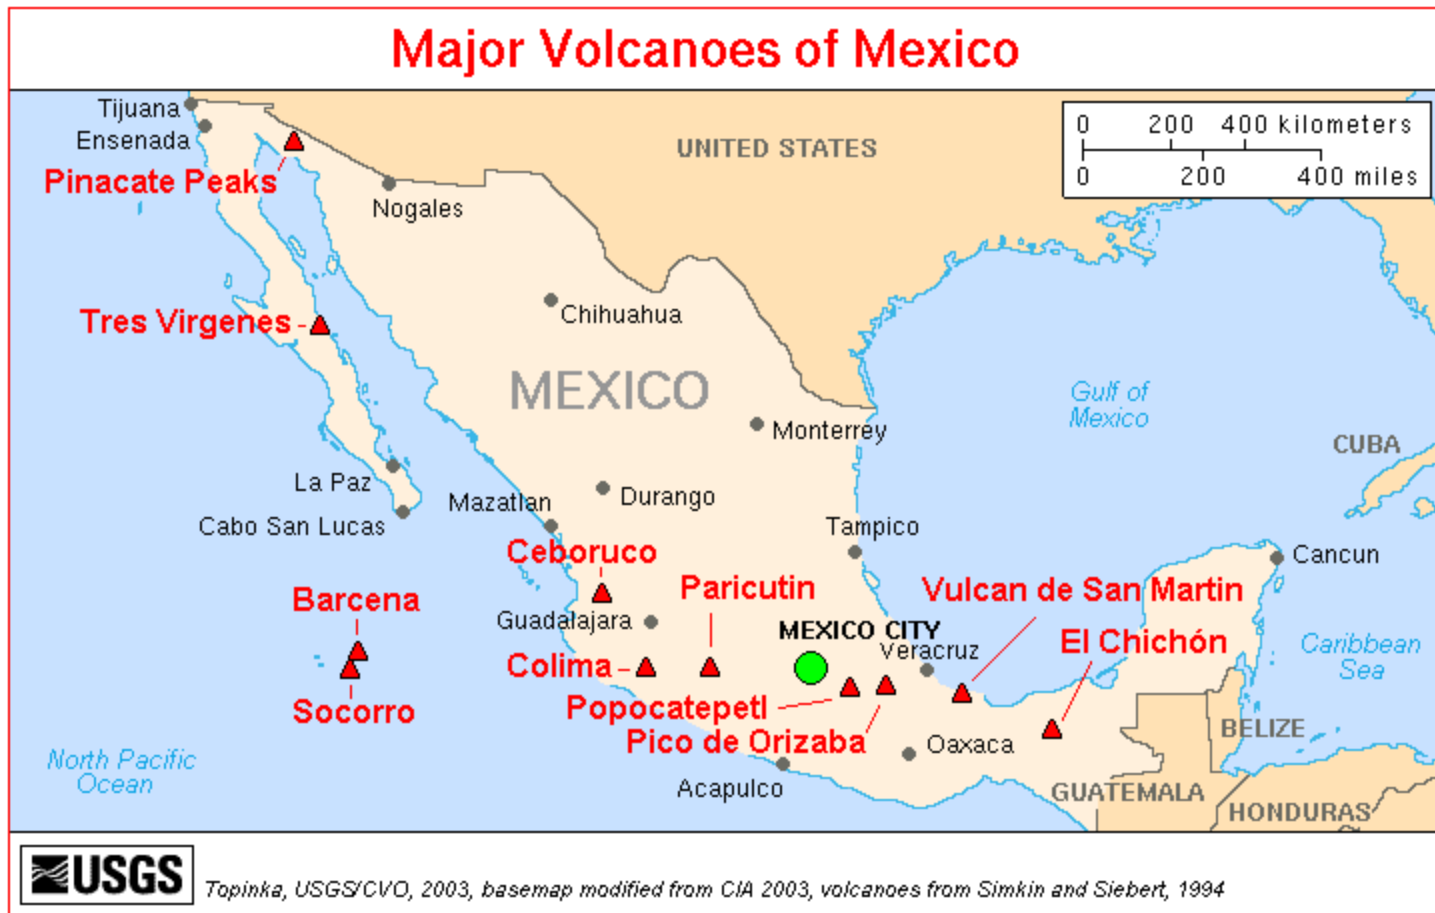 Major Volcanoes of Mexico
Tijuana
Ensenada
Pinacate Peaks
Nogales
UNITED STATES
0 200 400 kilometers
0 200 400 miles
Tres Virgenes
Chihuahua
MEXICO
Gulf of
Mexico
Monterrey
CUBA
La Paz
Cabo San Lucas
Mazatlan
Durango
Tampico
Cancun
Ceboruco
Barcena
Paricutin
Vulcan de San Martin
Guadalajara
MEXICO CITY
Veracruz
El Chichón
Caribbean
Sea
Colima
Socorro
Popocatepetl
Pico de Orizaba
Oaxaca
BELIZE
North Pacific
Ocean
Acapulco
GUATEMALA
HONDURAS
USGS
Topinka, USGS/CVO, 2003, basemap modified from CIA 2003, volcanoes from Simkin and Siebert, 1994